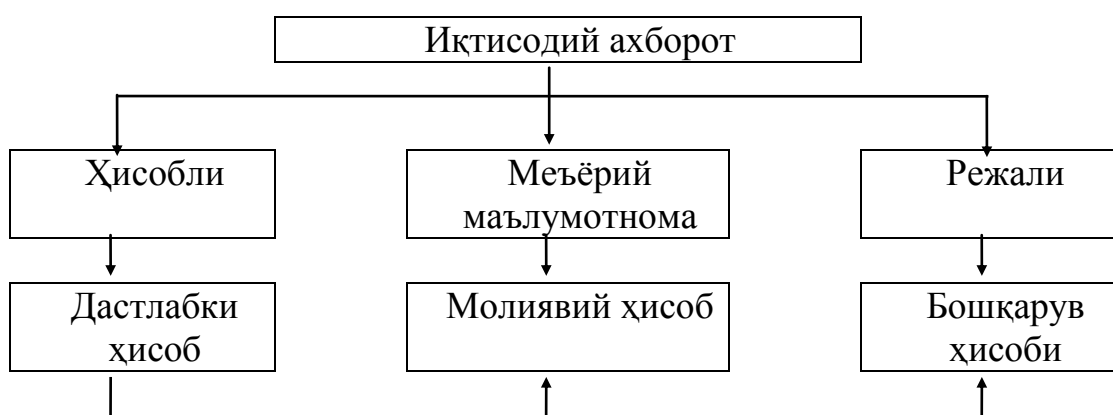 Иқтисодий ахборот
Ҳисобли
Меъёрий
маълумотнома
Режали
Дастлабки
ҳисоб
Молиявий ҳисоб
Бошқарув
ҳисоби